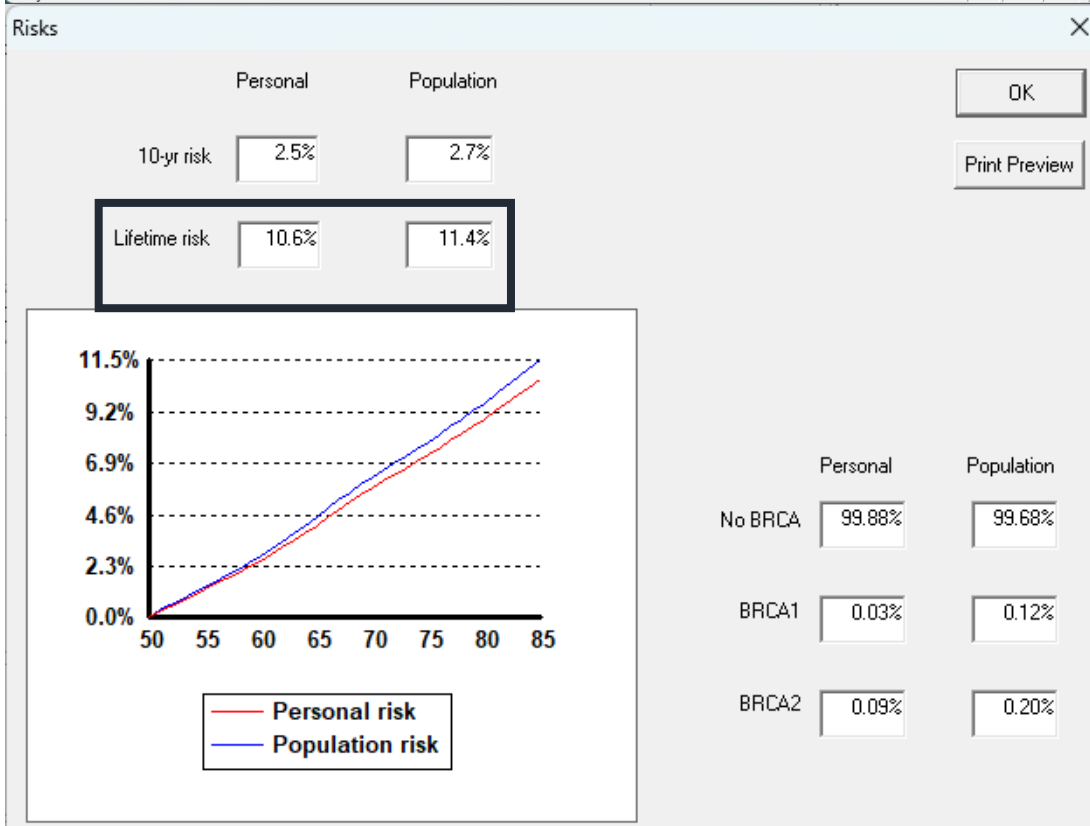 Risks
Personal Population
OK
10-yr risk 2.5% 2.7%
Print Preview
Lifetime risk 10.6% 11.4%
11.5%
9.2%
6.9%
4.6%
2.3%
0.0%
50 55 60 65 70 75 80 85
Personal risk
Population risk
Personal Population
No BRCA 99.88% 99.68%
BRCA1 0.03% 0.12%
BRCA2 0.09% 0.20%